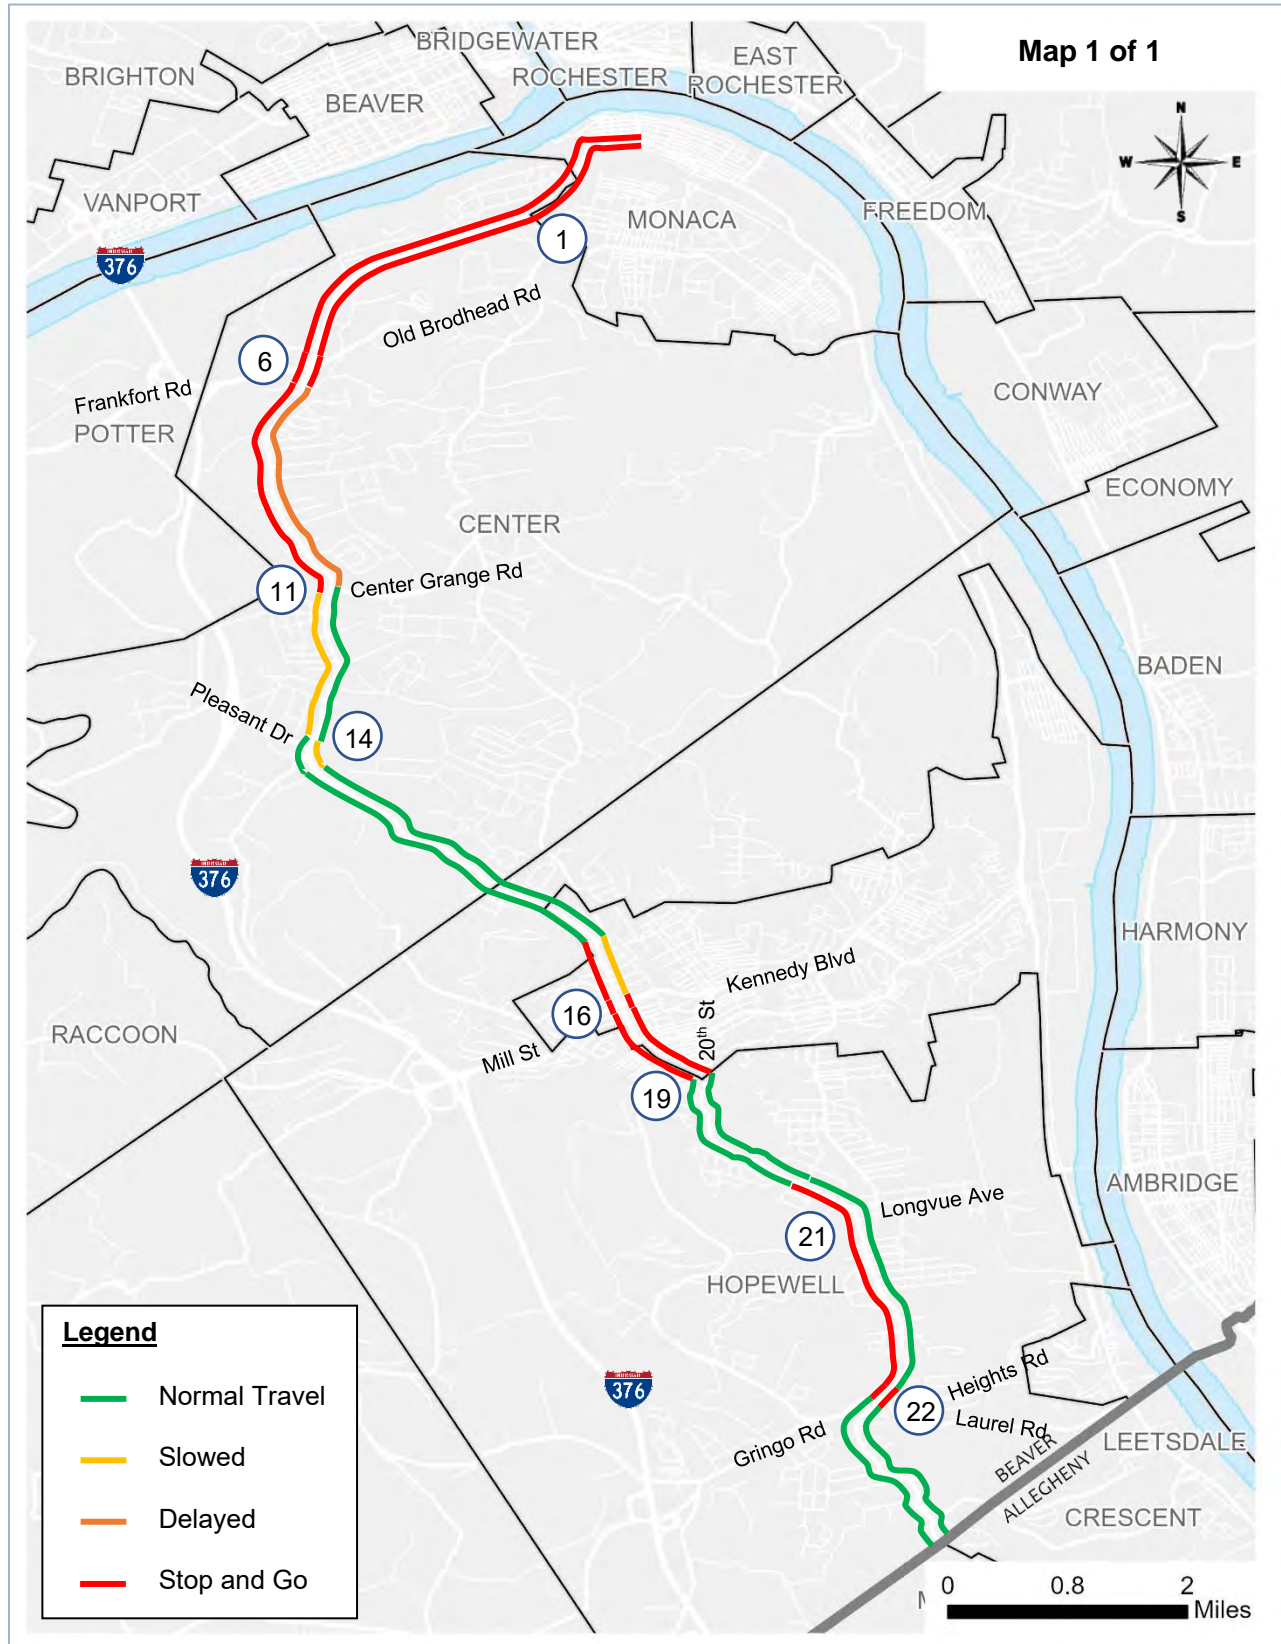 Map 1 of 1
BRIDGEWATER
EAST
ROCHESTER
BRIGHTON
ROCHESTER
BEAVER
N
W
E
S
VANPORT
MONACA
FREEDOM
1
INTERSTATE
376
Old Brodhead Rd
6
Frankfort Rd
POTTER
CONWAY
ECONOMY
CENTER
11
Center Grange Rd
BADEN
Pleasant Dr
14
INTERSTATE
376
HARMONY
Kennedy Blvd
16
20th St
RACCOON
Mill St
19
AMBRIDGE
Longvue Ave
21
HOPEWELL
Legend
Normal Travel
Slowed
Delayed
Stop and Go
INTERSTATE
376
Heights Rd
22
Laurel Rd
Gringo Rd
LEETSDALE
BEAVER
ALLEGHENY
CRESCENT
0
0.8
2
Miles